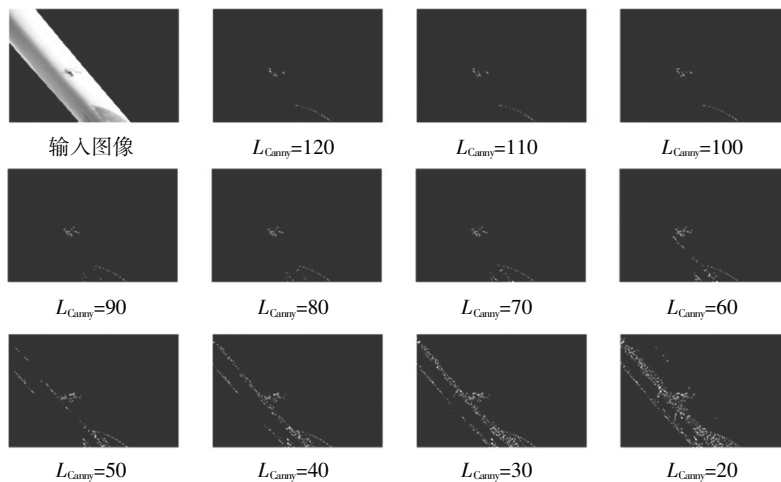 输入图像
L_Canny=120
L_Canny=110
L_Canny=100
L_Canny=90
L_Canny=80
L_Canny=70
L_Canny=60
L_Canny=50
L_Canny=40
L_Canny=30
L_Canny=20